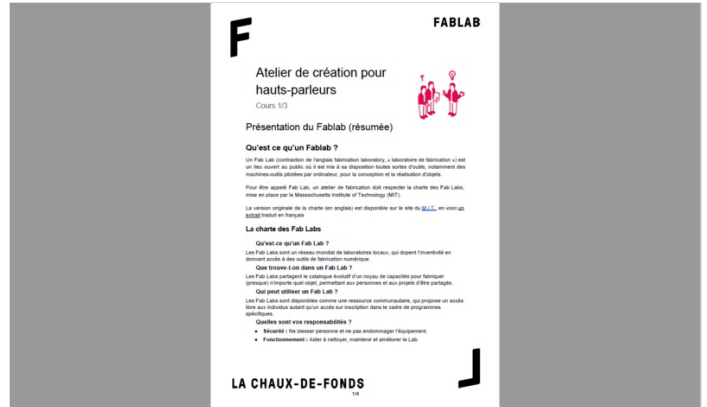 F
FABLAB
Atelier de création pour
hauts-parleurs
Cours 1/3
Présentation du Fablab (résumée)
Qu'est ce qu'un Fablab ?
Un Fab Lab (contraction de l'anglais fabrication laboratory, « laboratoire de fabrication ») est
un lieu ouvert au public où il est mis à sa disposition toutes sortes d'outils, notamment des
machines-outils pilotées par ordinateur, pour la conception et la réalisation d'objets.
Pour être appelé Fab Lab, un atelier de fabrication doit respecter la charte des Fab Labs,
mise en place par le Massachusetts Institute of Technology (MIT).
La version originale de la charte (en anglais) est disponible sur le site du M.I.T., en voici un
extrait traduit en français
La charte des Fab Labs
Qu'est-ce qu'un Fab Lab ?
Les Fab Labs sont un réseau mondial de laboratoires locaux, qui dopent l'inventivité en
donnant accès à des outils de fabrication numérique.
Que trouve-t-on dans un Fab Lab ?
Les Fab Labs partagent le catalogue évolutif d'un noyau de capacités pour fabriquer
(presque) n'importe quel objet, permettant aux personnes et aux projets d'être partagés.
Qui peut utiliser un Fab Lab ?
Les Fab Labs sont disponibles comme une ressource communautaire, qui propose un accès
libre aux individus autant qu'un accès sur inscription dans le cadre de programmes
spécifiques.
Quelles sont vos responsabilités ?
• Sécurité : Ne blesser personne et ne pas endommager l'équipement.
• Fonctionnement : Aider à nettoyer, maintenir et améliorer le Lab.
L
LA CHAUX-DE-FONDS
1/4